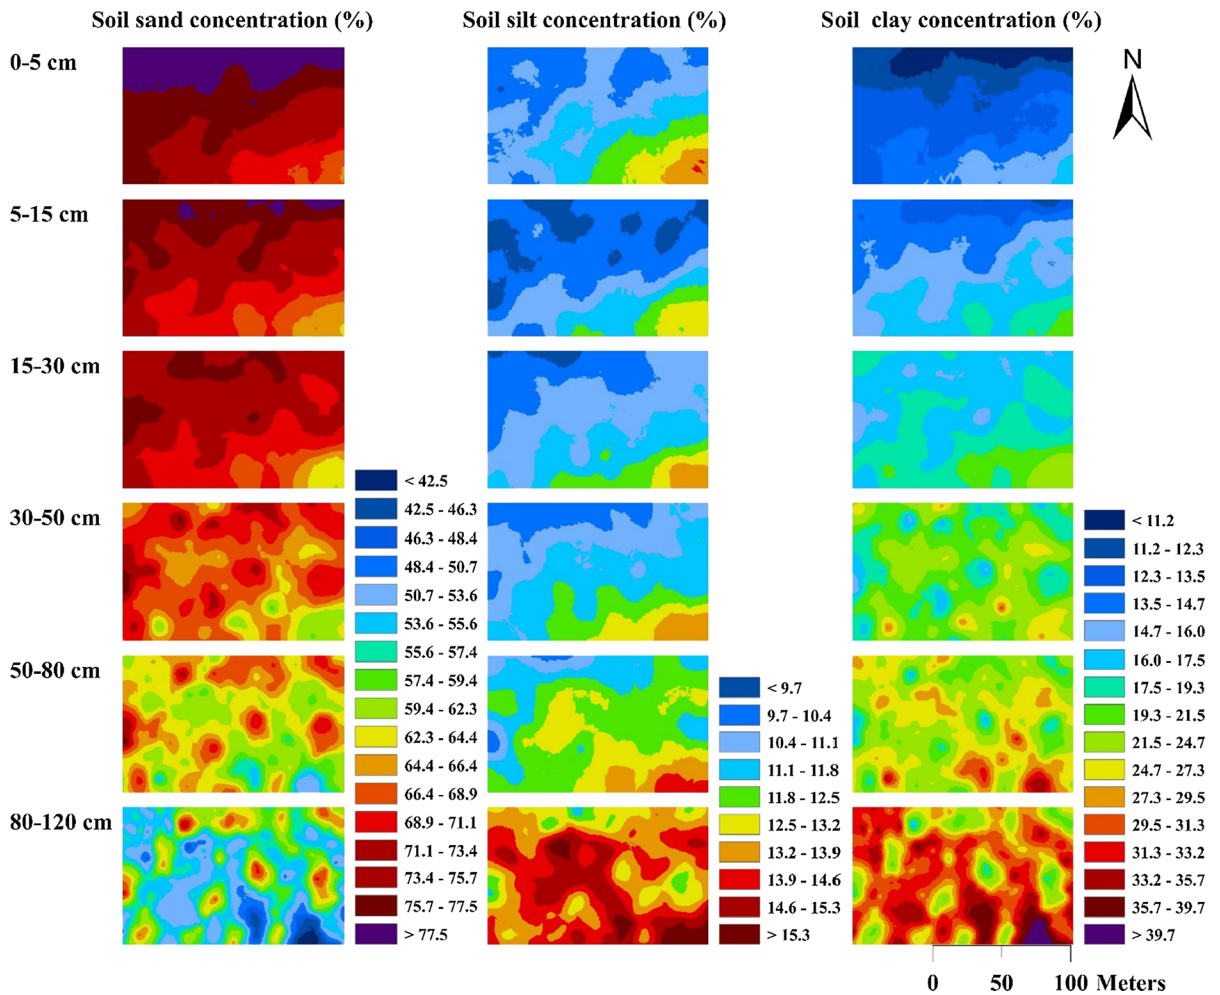 Soil sand concentration (%)
Soil silt concentration (%)
Soil clay concentration (%)
N
0-5 cm
5-15 cm
15-30 cm
30-50 cm
50-80 cm
80-120 cm
< 42.5
42.5 - 46.3
46.3 - 48.4
48.4 - 50.7
50.7 - 53.6
53.6 - 55.6
55.6 - 57.4
57.4 - 59.4
59.4 - 62.3
62.3 - 64.4
64.4 - 66.4
66.4 - 68.9
68.9 - 71.1
71.1 - 73.4
73.4 - 75.7
75.7 - 77.5
> 77.5
< 9.7
9.7 - 10.4
10.4 - 11.1
11.1 - 11.8
11.8 - 12.5
12.5 - 13.2
13.2 - 13.9
13.9 - 14.6
14.6 - 15.3
> 15.3
< 11.2
11.2 - 12.3
12.3 - 13.5
13.5 - 14.7
14.7 - 16.0
16.0 - 17.5
17.5 - 19.3
19.3 - 21.5
21.5 - 24.7
24.7 - 27.3
27.3 - 29.5
29.5 - 31.3
31.3 - 33.2
33.2 - 35.7
35.7 - 39.7
> 39.7
0 50 100 Meters